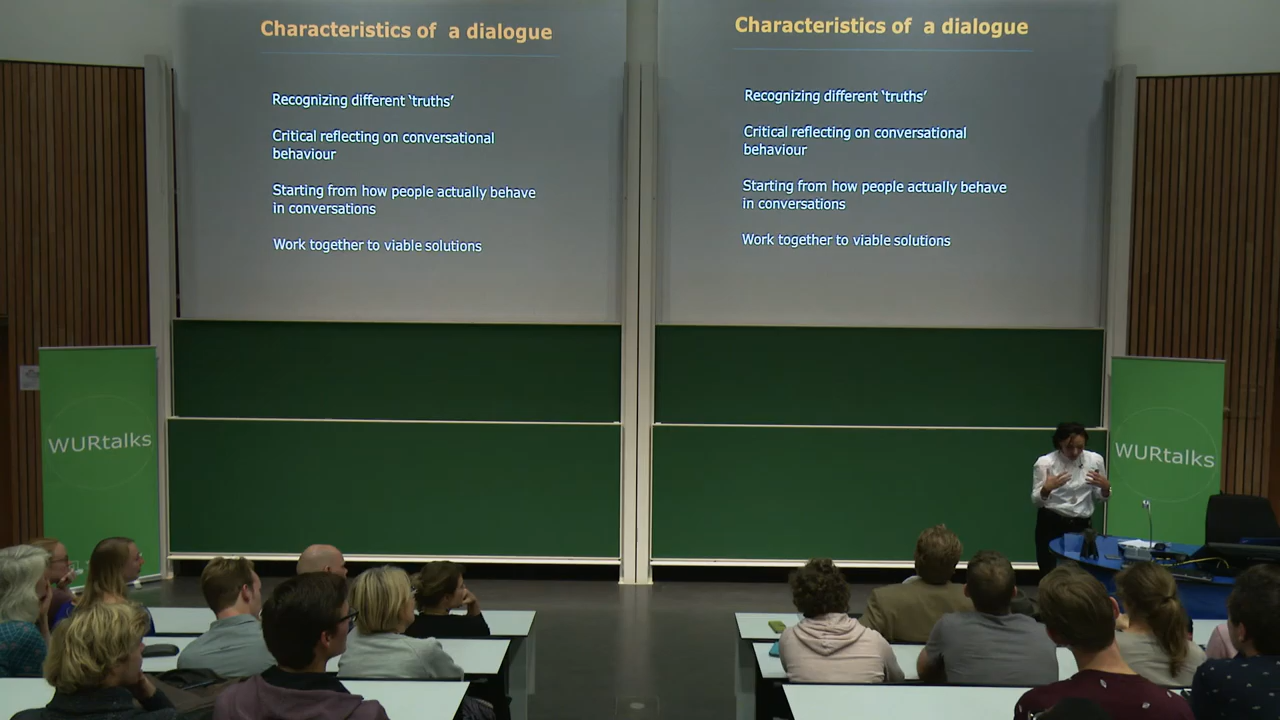 Characteristics of a dialogue
Recognizing different ‘truths’
Critical reflecting on conversational
behaviour
Starting from how people actually behave
in conversations
Work together to viable solutions
Characteristics of a dialogue
Recognizing different ‘truths’
Critical reflecting on conversational
behaviour
Starting from how people actually behave
in conversations
Work together to viable solutions
WURtalks
WURtalks